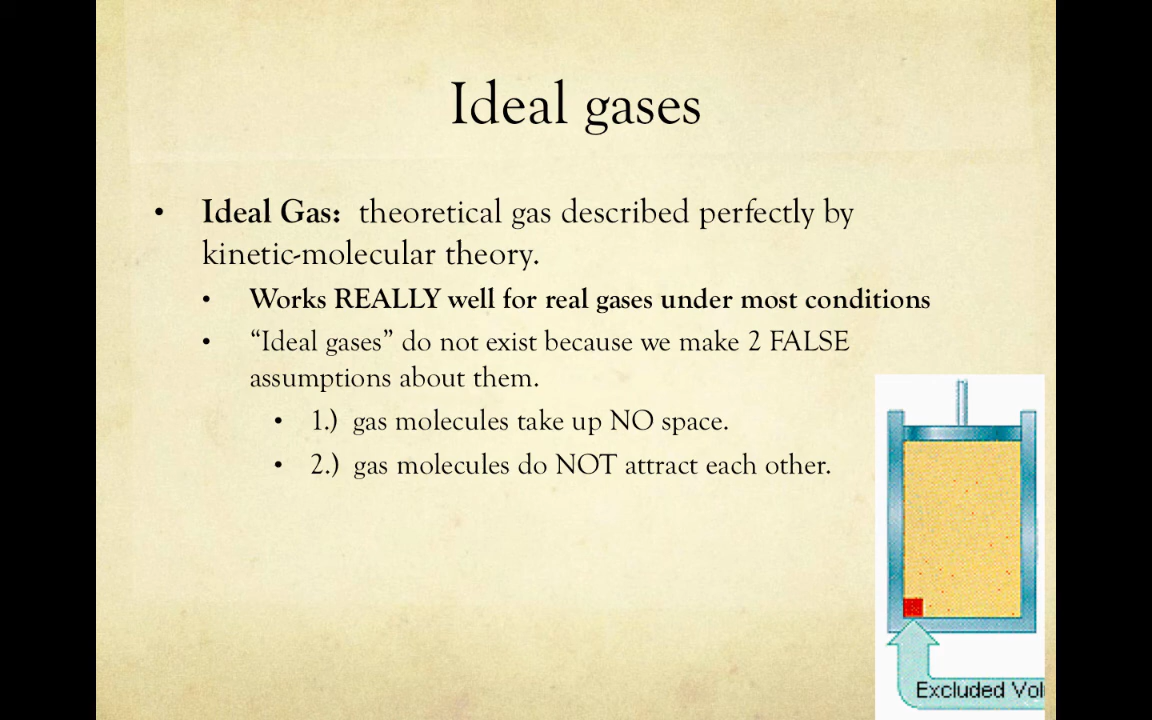 Ideal gases
• Ideal Gas: theoretical gas described perfectly by
kinetic-molecular theory.
• Works REALLY well for real gases under most conditions
• “Ideal gases” do not exist because we make 2 FALSE
assumptions about them.
• 1.) gas molecules take up NO space.
• 2.) gas molecules do NOT attract each other.
Excluded Vol